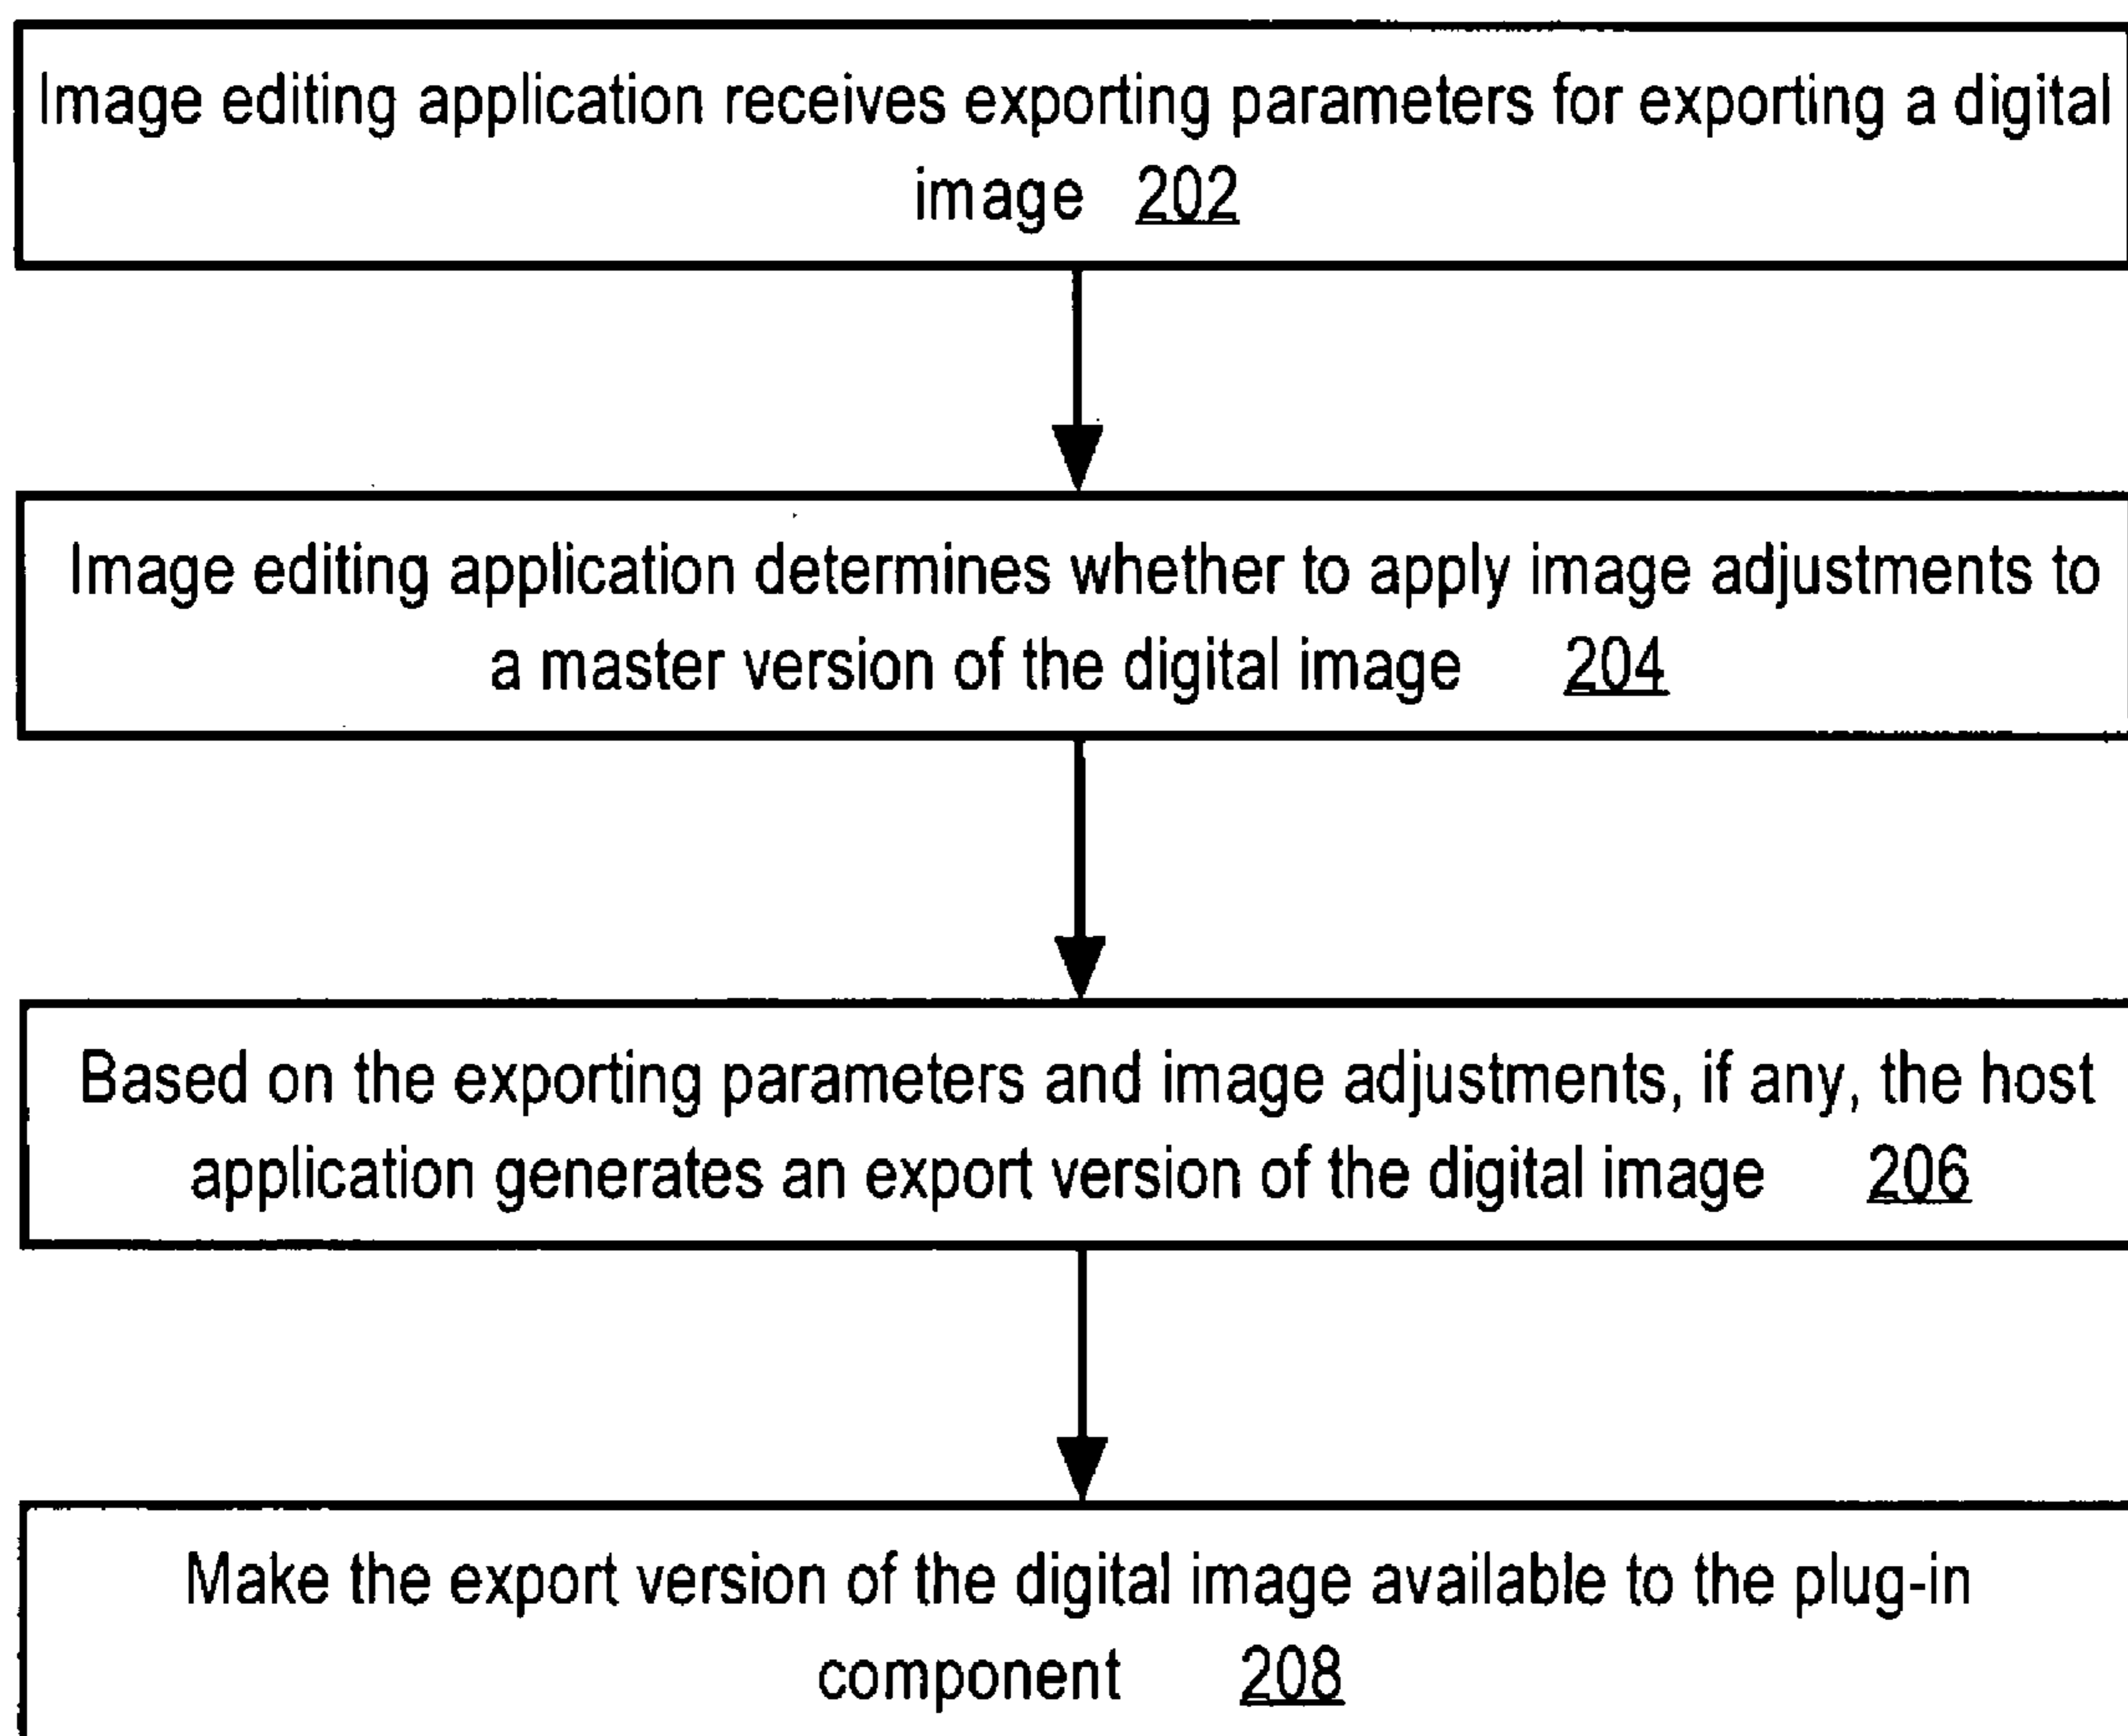 Image editing application receives exporting parameters for exporting a digital
image 202
Image editing application determines whether to apply image adjustments to
a master version of the digital image 204
Based on the exporting parameters and image adjustments, if any, the host
application generates an export version of the digital image 206
Make the export version of the digital image available to the plug-in
component 208